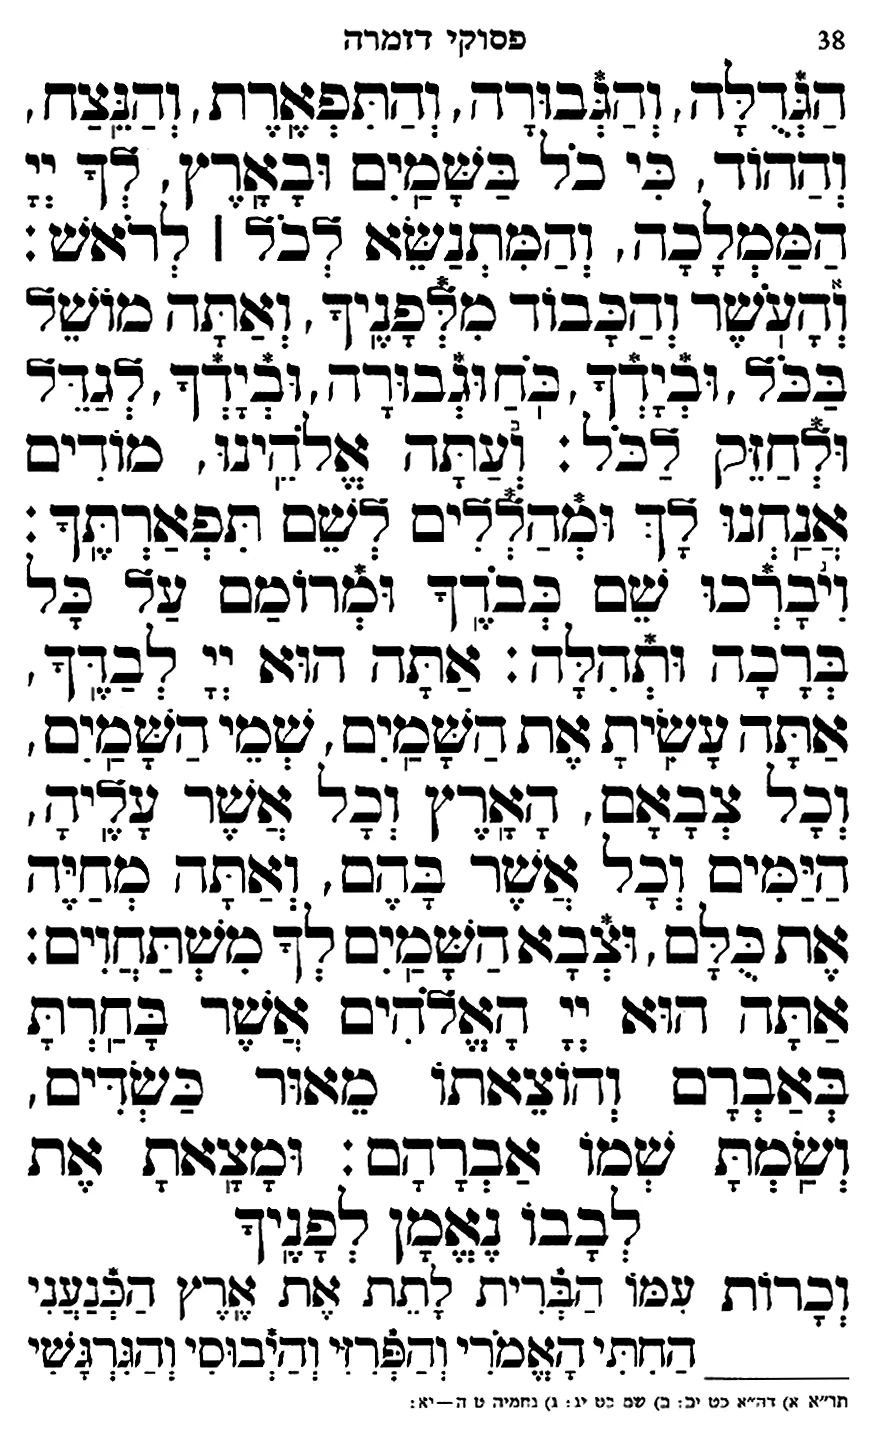 38 פסוקי דזמרה
הַגְּֿדֻלָּה, וְהַגְּֿבוּרָה, וְהַתִּפְאֶֽרֶת, וְהַנֵּֽצַח,
וְהַהוֹד, כִּי כֹל בַּשָּׁמַֽיִם וּבָאָֽרֶץ, לְךָ יְיָ
הַמַּמְלָכָה, וְהַמִּתְנַשֵּׂא לְכֹל | לְרֹאשׁ:
א וְהָעֹֽשֶׁר וְהַכָּבוֹד מִלְּֿפָנֶֽיךָ, וְאַתָּה מוֹשֵׁל
בַּכֹּל, וּבְֿיָדְֿךָ, כֹּֽחַ וּגְֿבוּרָה, וּבְֿיָדְֿךָ, לְגַדֵּל
וּלְֿחַזֵּק לַכֹּל: ב וְעַתָּה אֱלֹהֵֽינוּ, מוֹדִים
אֲנַֽחְנוּ לָךְ וּמְֿהַלְֿלִים לְשֵׁם תִּפְאַרְתֶּֽךָ:
ג וִיבָרְֿכוּ שֵׁם כְּבֹדֶֽךָ וּמְֿרוֹמַם עַל כָּל
בְּרָכָה וּתְֿהִלָּה: אַתָּה הוּא יְיָ לְבַדֶּֽךָ,
אַתָּה עָשִֽׂיתָ אֶת הַשָּׁמַֽיִם, שְׁמֵי הַשָּׁמַֽיִם,
וְכָל צְבָאָם, הָאָֽרֶץ וְכָל אֲשֶׁר עָלֶֽיהָ,
הַיַּמִּים וְכָל אֲשֶׁר בָּהֶם, וְאַתָּה מְחַיֶּה
אֶת כֻּלָּם, וּצְֿבָא הַשָּׁמַֽיִם לְךָ מִשְׁתַּחֲוִים:
אַתָּה הוּא יְיָ הָאֱלֹהִים אֲשֶׁר בָּחַֽרְתָּ
בְּאַבְרָם וְהוֹצֵאתוֹ מֵאוּר כַּשְׂדִּים,
וְשַֽׂמְתָּ שְׁמוֹ אַבְרָהָם: וּמָצָֽאתָ אֶת
לְבָבוֹ נֶאֱמָן לְפָנֶֽיךָ
וְכָרוֹת עִמּוֹ הַבְּֿרִית לָתֵת אֶת אֶֽרֶץ הַכְּֿנַעֲנִי
הַחִתִּי הָאֱמֹרִי וְהַפְּֿרִזִּי וְהַיְֿבוּסִי וְהַגִּרְגָּשִׁי
תר״א א) דה״א כט יב: ב) שם כט יג: ג) נחמיה ט ה—יא: